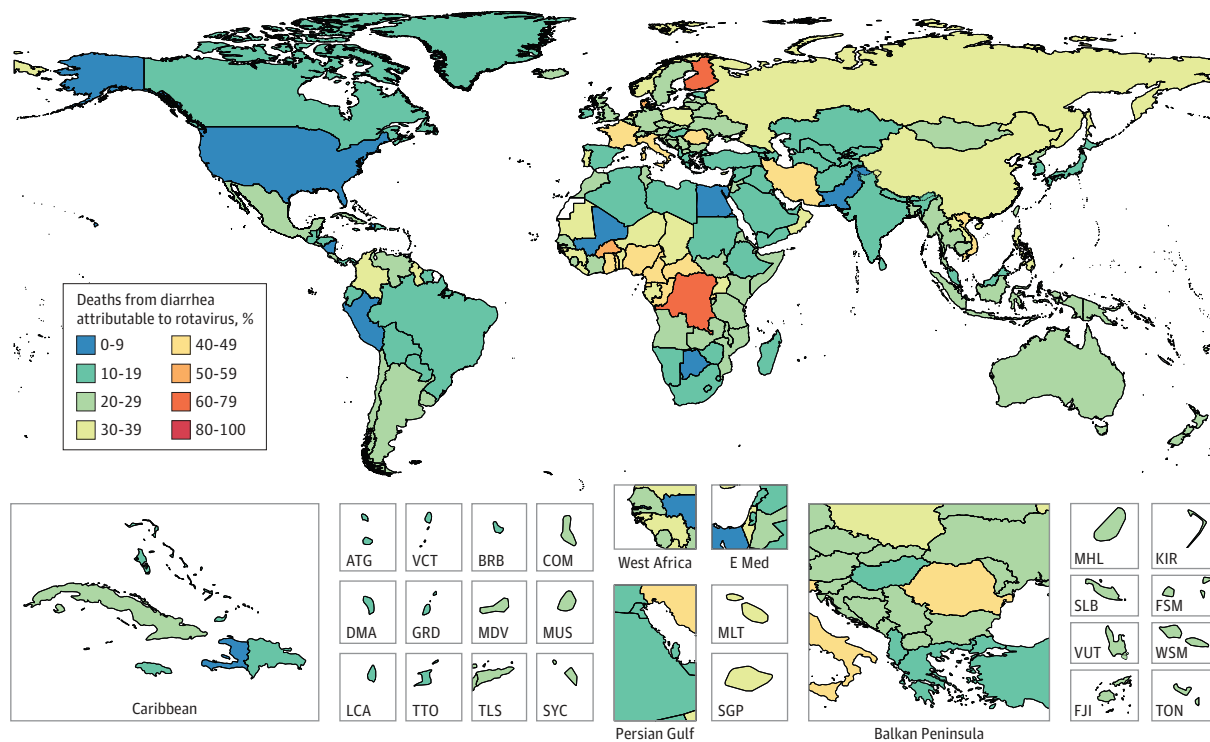 Deaths from diarrhea
attributable to rotavirus, %
0-9
10-19
20-29
30-39
40-49
50-59
60-79
80-100
Caribbean
ATG
VCT
BRB
COM
DMA
GRD
MDV
MUS
LCA
TTO
TLS
SYC
West Africa
E Med
Persian Gulf
MLT
SGP
Balkan Peninsula
MHL
KIR
SLB
FSM
VUT
WSM
FJI
TON